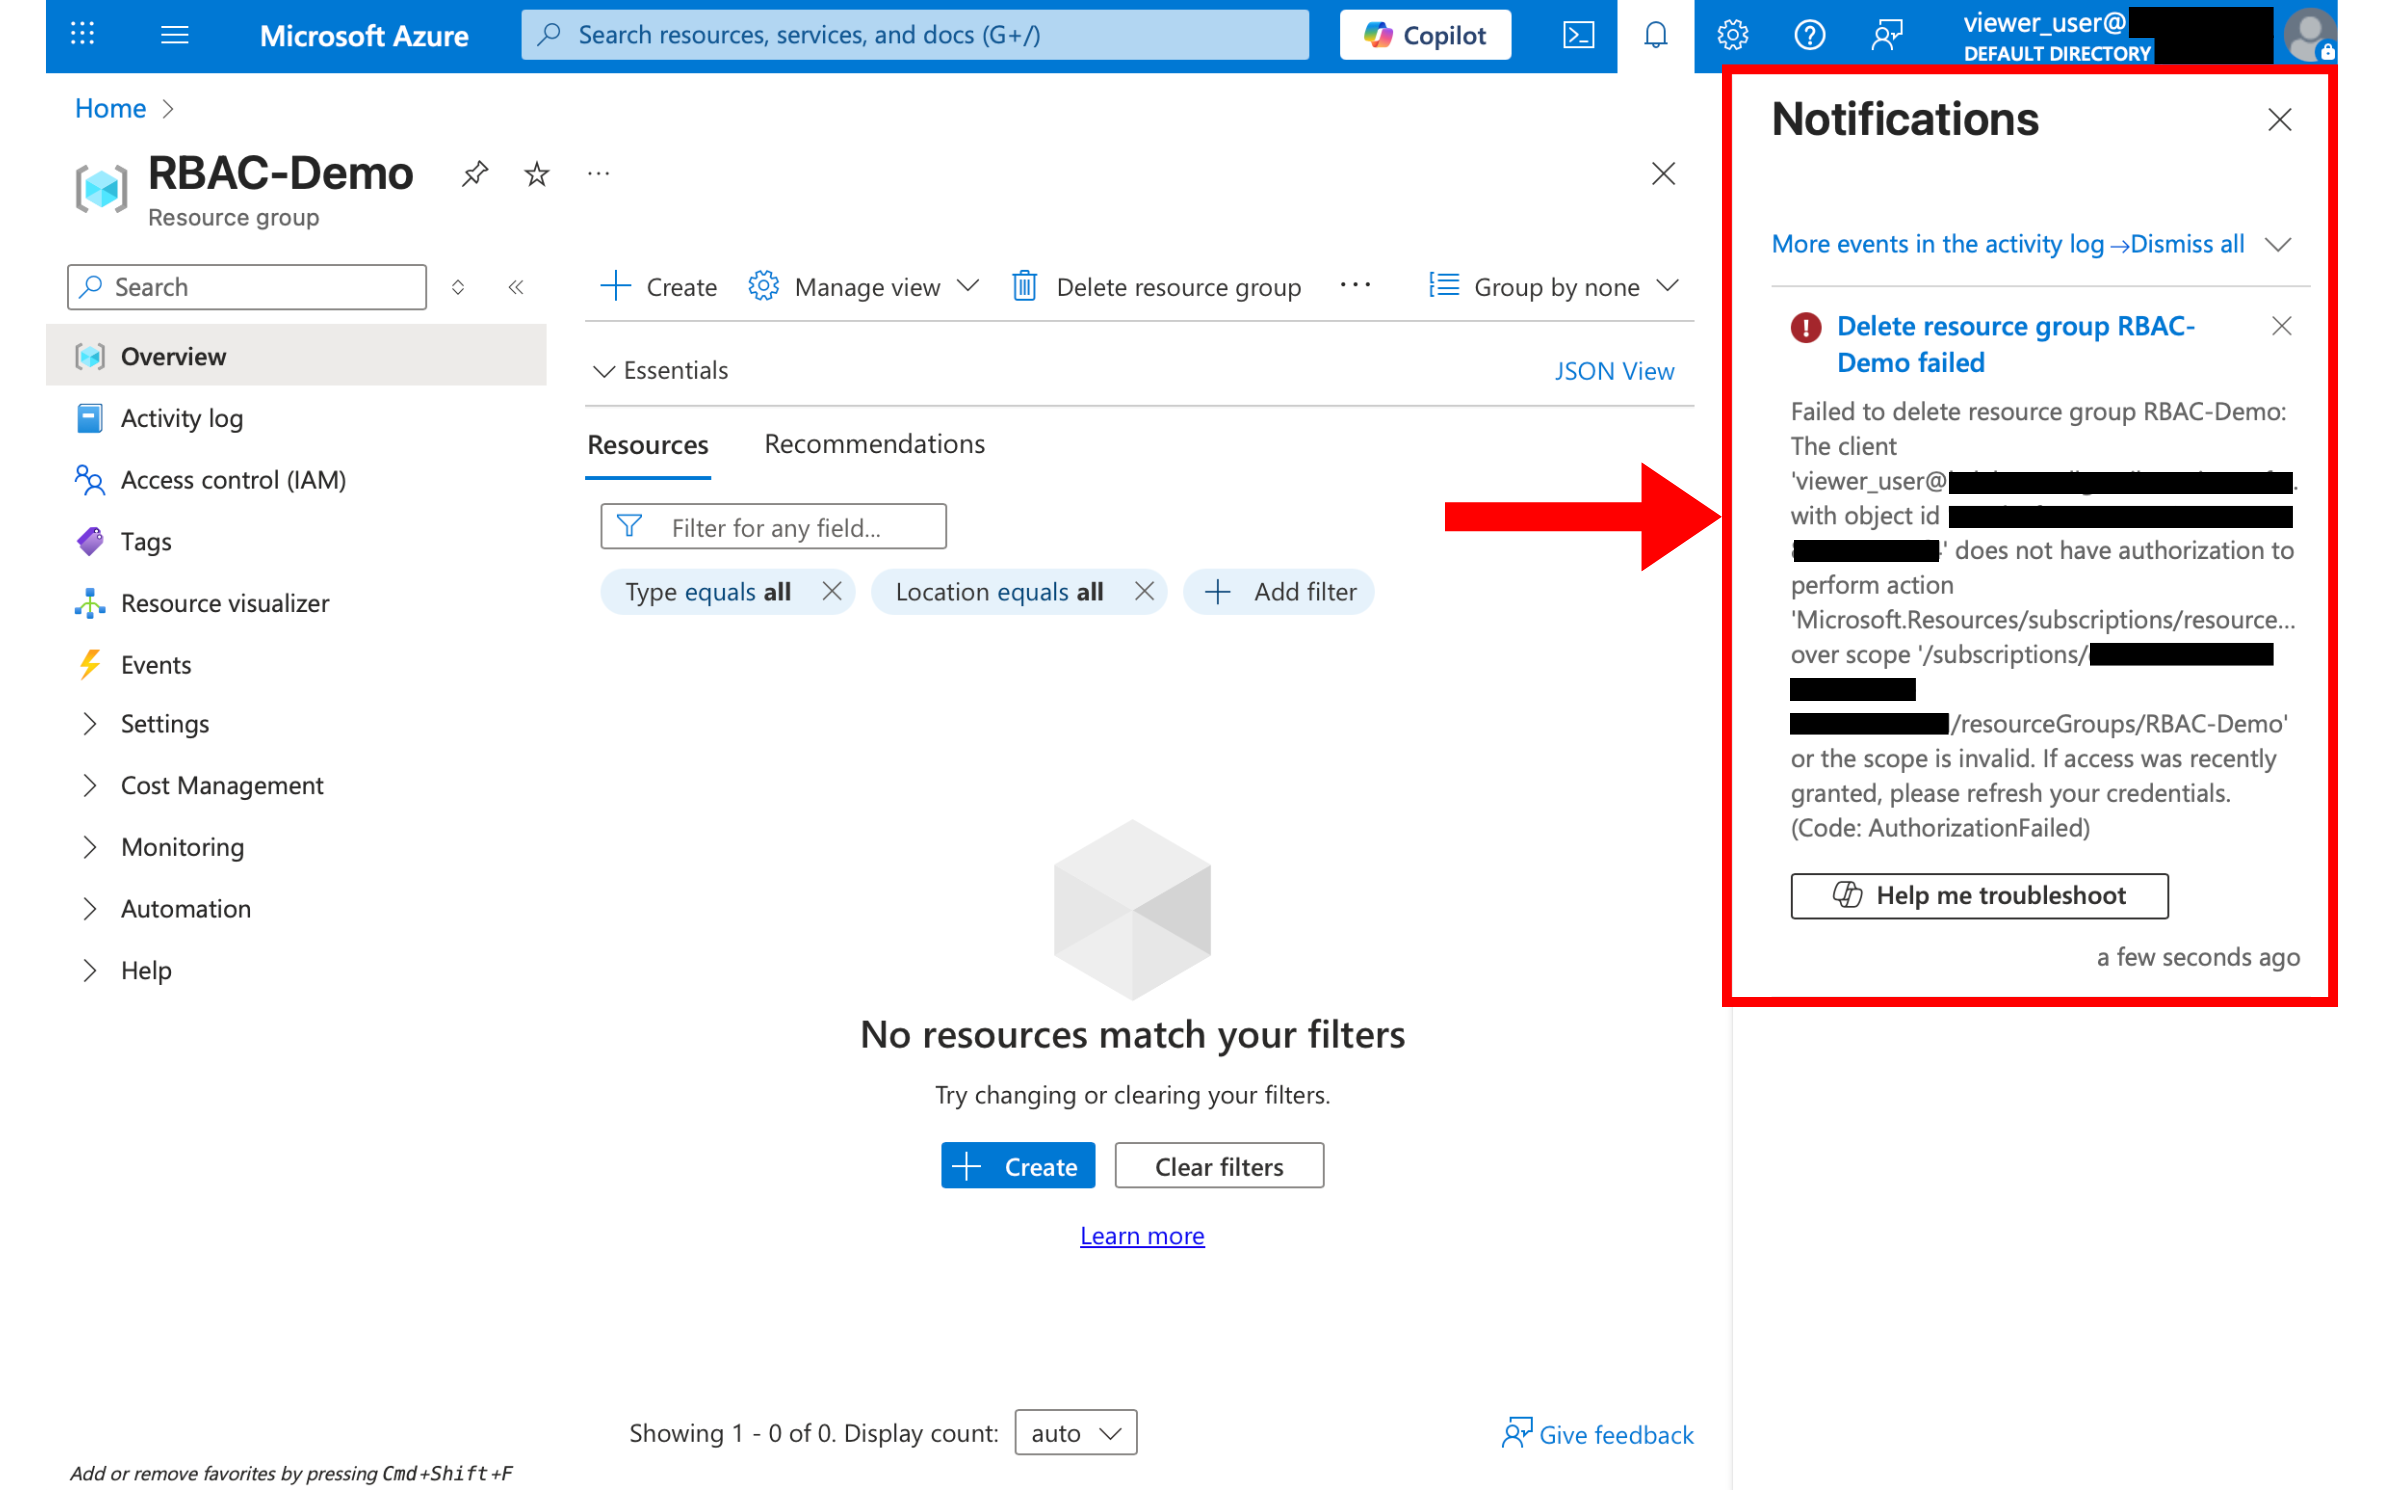 Microsoft Azure
Search resources, services, and docs (G+/)
Copilot
viewer_user@
DEFAULT DIRECTORY
Home
RBAC-Demo
Resource group
Search
Overview
Activity log
Access control (IAM)
Tags
Resource visualizer
Events
Settings
Cost Management
Monitoring
Automation
Help
Add or remove favorites by pressing Cmd+Shift+F
Create
Manage view
Delete resource group
Group by none
Essentials
JSON View
Resources
Recommendations
Filter for any field...
Type equals all
Location equals all
Add filter
No resources match your filters
Try changing or clearing your filters.
Create
Clear filters
Learn more
Showing 1 - 0 of 0. Display count:
auto
Give feedback
Notifications
More events in the activity log →
Dismiss all
Delete resource group RBAC-
Demo failed
Failed to delete resource group RBAC-Demo:
The client
'viewer_user@
with object id
' does not have authorization to
perform action
'Microsoft.Resources/subscriptions/resource...
over scope '/subscriptions/
/resourceGroups/RBAC-Demo'
or the scope is invalid. If access was recently
granted, please refresh your credentials.
(Code: AuthorizationFailed)
Help me troubleshoot
a few seconds ago